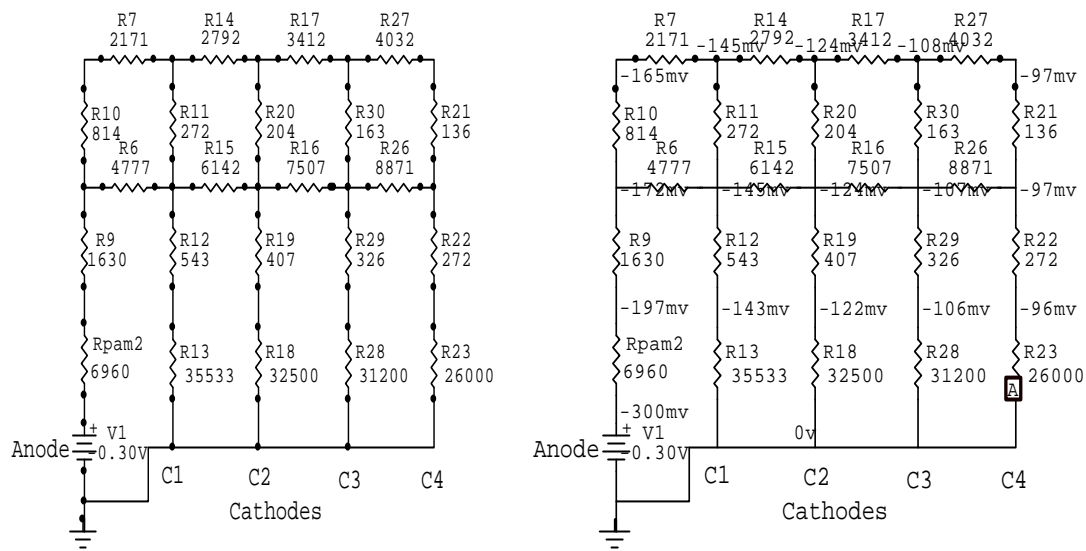 R7 R14 R17 R27
2171 2792 3412 4032
R10 R11 R20 R30 R21
814 272 204 163 136
R6 R15 R16 R26
4777 6142 7507 8871
R9 R12 R19 R29 R22
1630 543 407 326 272
Rpam2 R13 R18 R28 R23
6960 35533 32500 31200 26000
+ V1
Anode -0.30V
C1 C2 C3 C4
Cathodes
R7 R14 R17 R27
2171 2792 3412 4032
-145mv -124mv -108mv
-165mv -97mv
R10 R11 R20 R30 R21
814 272 204 163 136
R6 R15 R16 R26
4777 6142 7507 8871
-172mv -145mv -124mv -107mv -97mv
R9 R12 R19 R29 R22
1630 543 407 326 272
-197mv -143mv -122mv -106mv -96mv
Rpam2 R13 R18 R28 R23
6960 35533 32500 31200 26000
A
-300mv
+ V1 0v
Anode -0.30V
C1 C2 C3 C4
Cathodes